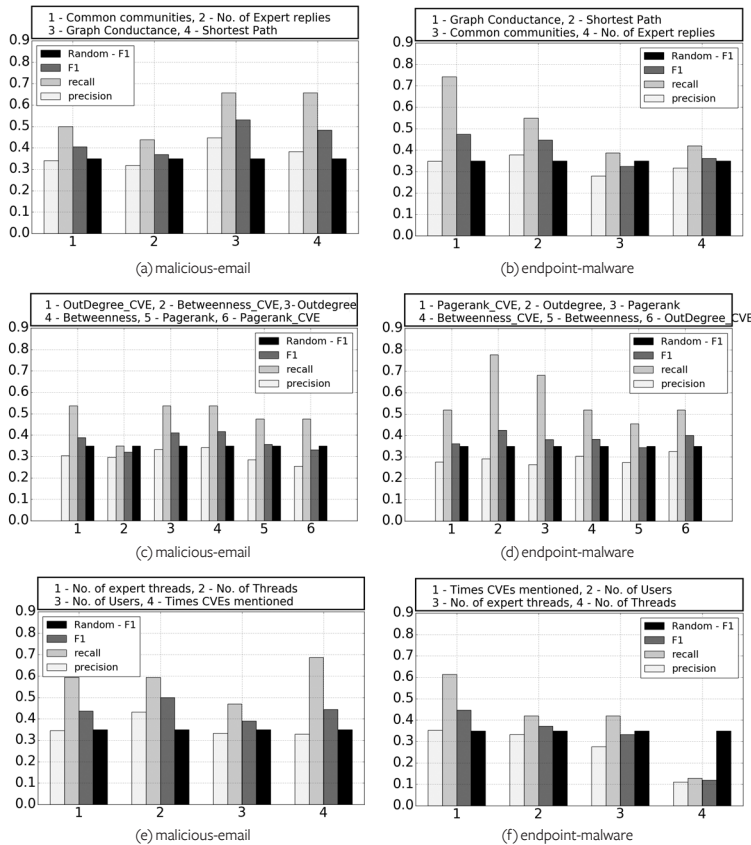 1 - Common communities, 2 - No. of Expert replies
3 - Graph Conductance, 4 - Shortest Path
0.9
0.8
0.7
0.6
0.5
0.4
0.3
0.2
0.1
0.0
Random - F1
F1
recall
precision
1 2 3 4
(a) malicious-email
1 - Graph Conductance, 2 - Shortest Path
3 - Common communities, 4 - No. of Expert replies
0.9
0.8
0.7
0.6
0.5
0.4
0.3
0.2
0.1
0.0
Random - F1
F1
recall
precision
1 2 3 4
(b) endpoint-malware
1 - OutDegree_CVE, 2 - Betweenness_CVE,3- Outdegree
4 - Betweenness, 5 - Pagerank, 6 - Pagerank_CVE
0.9
0.8
0.7
0.6
0.5
0.4
0.3
0.2
0.1
0.0
Random - F1
F1
recall
precision
1 2 3 4 5 6
(c) malicious-email
1 - Pagerank_CVE, 2 - Outdegree, 3 - Pagerank
4 - Betweenness_CVE, 5 - Betweenness, 6 - OutDegree_CVE
0.9
0.8
0.7
0.6
0.5
0.4
0.3
0.2
0.1
0.0
Random - F1
F1
recall
precision
1 2 3 4 5 6
(d) endpoint-malware
1 - No. of expert threads, 2 - No. of Threads
3 - No. of Users, 4 - Times CVEs mentioned
0.9
0.8
0.7
0.6
0.5
0.4
0.3
0.2
0.1
0.0
Random - F1
F1
recall
precision
1 2 3 4
(e) malicious-email
1 - Times CVEs mentioned, 2 - No. of Users
3 - No. of expert threads, 4 - No. of Threads
0.9
0.8
0.7
0.6
0.5
0.4
0.3
0.2
0.1
0.0
Random - F1
F1
recall
precision
1 2 3 4
(f) endpoint-malware